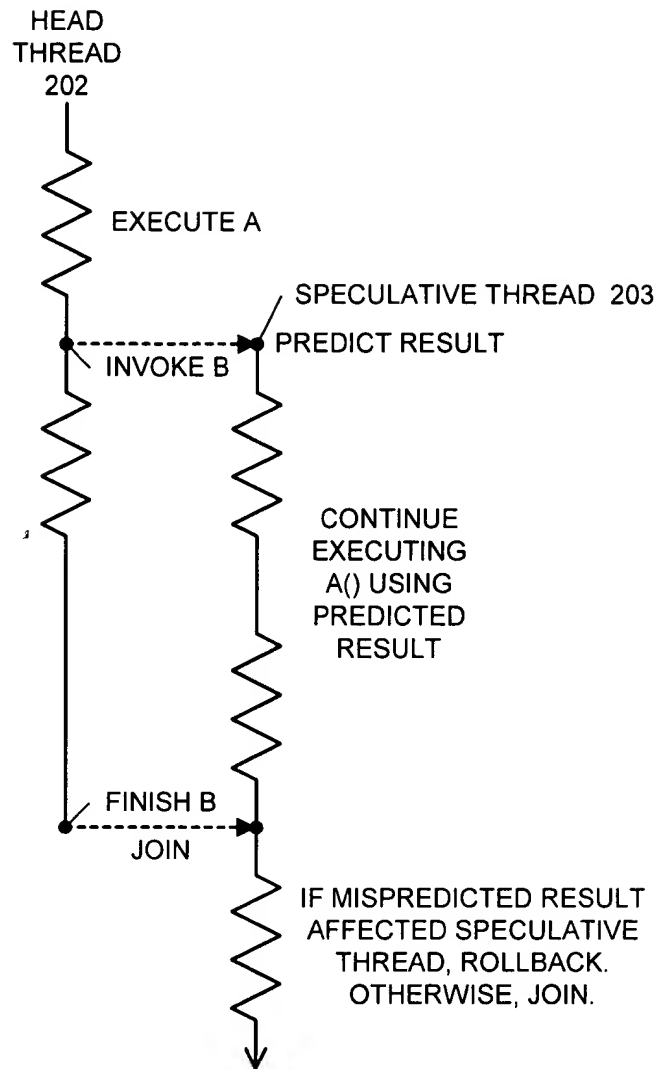 HEAD
THREAD
202
EXECUTE A
SPECULATIVE THREAD 203
PREDICT RESULT
INVOKE B
CONTINUE
EXECUTING
A() USING
PREDICTED
RESULT
FINISH B
JOIN
IF MISPREDICTED RESULT
AFFECTED SPECULATIVE
THREAD, ROLLBACK.
OTHERWISE, JOIN.